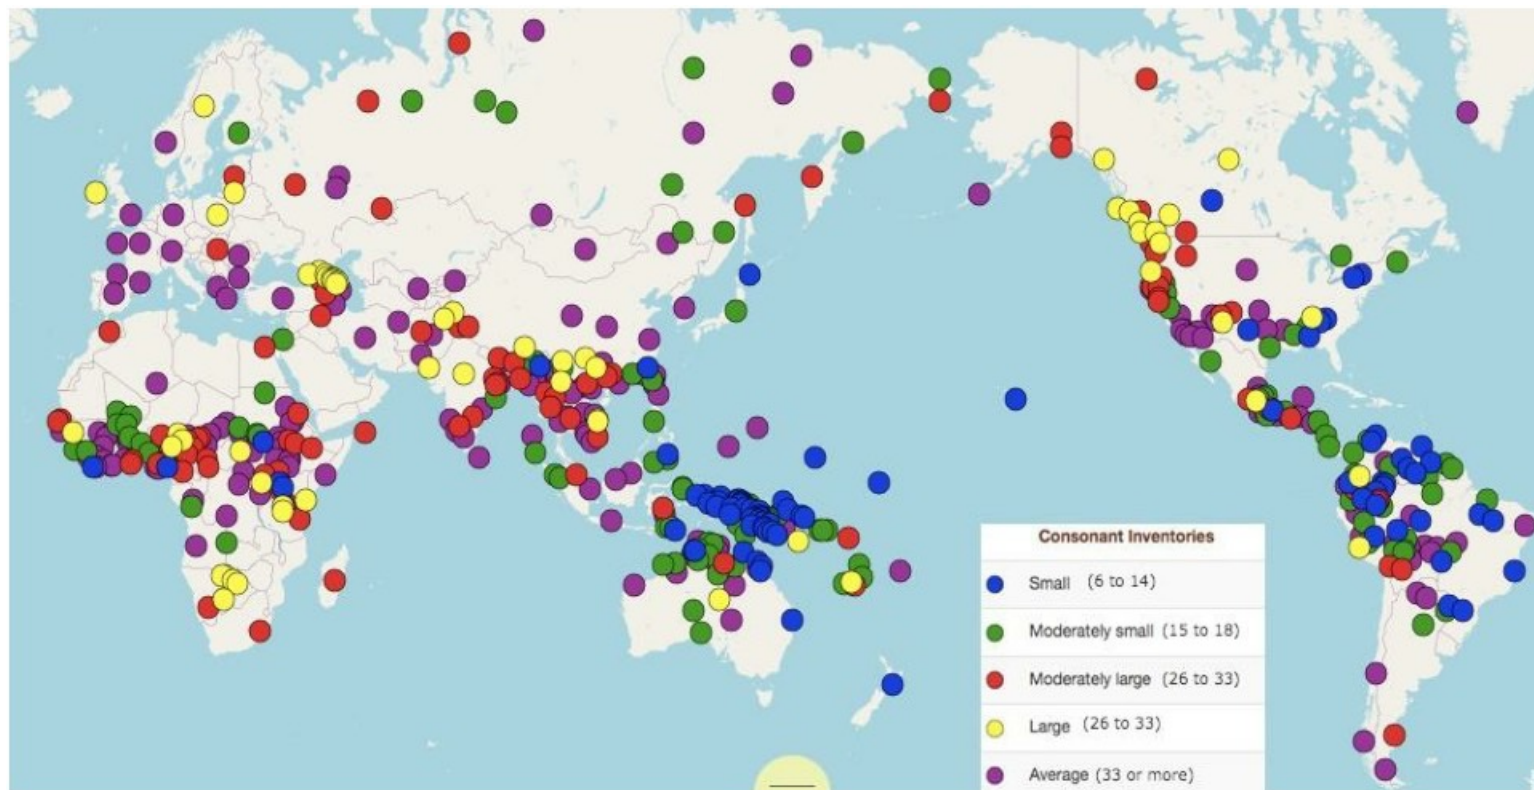 Consonant Inventories
Small (6 to 14)
Moderately small (15 to 18)
Moderately large (26 to 33)
Large (26 to 33)
Average (33 or more)